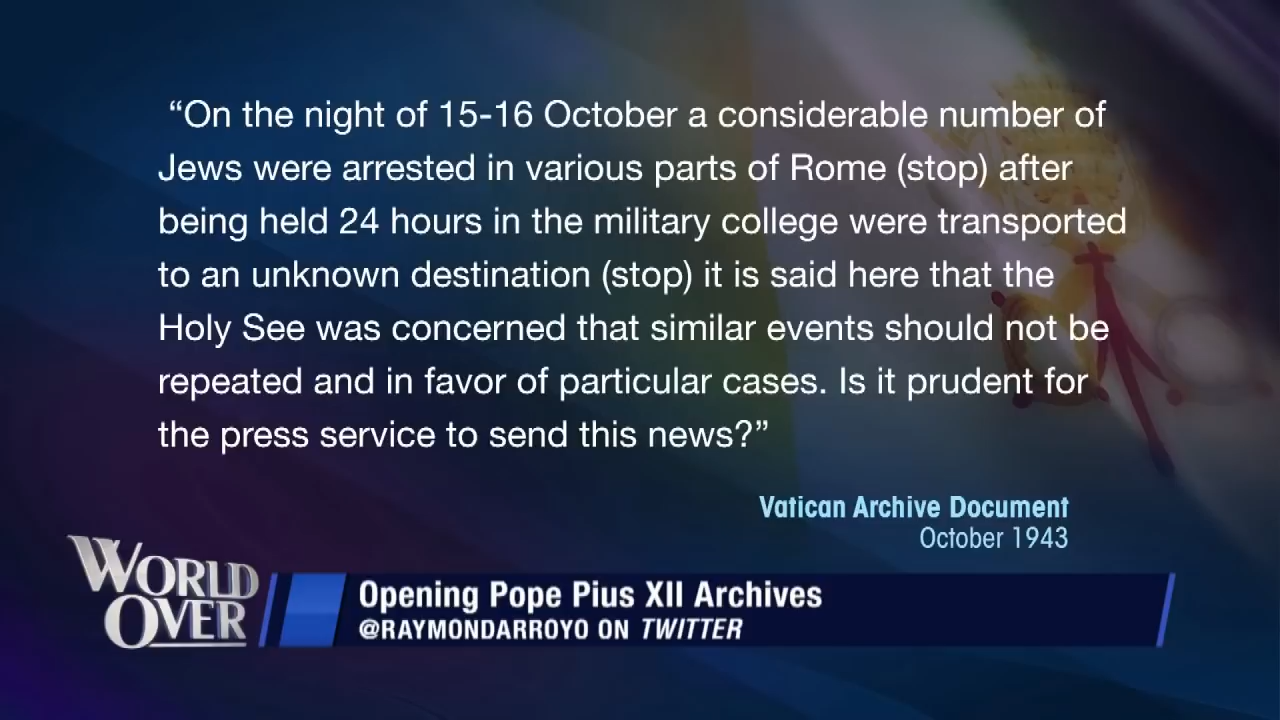 “On the night of 15-16 October a considerable number of
Jews were arrested in various parts of Rome (stop) after
being held 24 hours in the military college were transported
to an unknown destination (stop) it is said here that the
Holy See was concerned that similar events should not be
repeated and in favor of particular cases. Is it prudent for
the press service to send this news?”
Vatican Archive Document
October 1943
WORLD
OVER
Opening Pope Pius XII Archives
@RAYMONDARROYO ON TWITTER